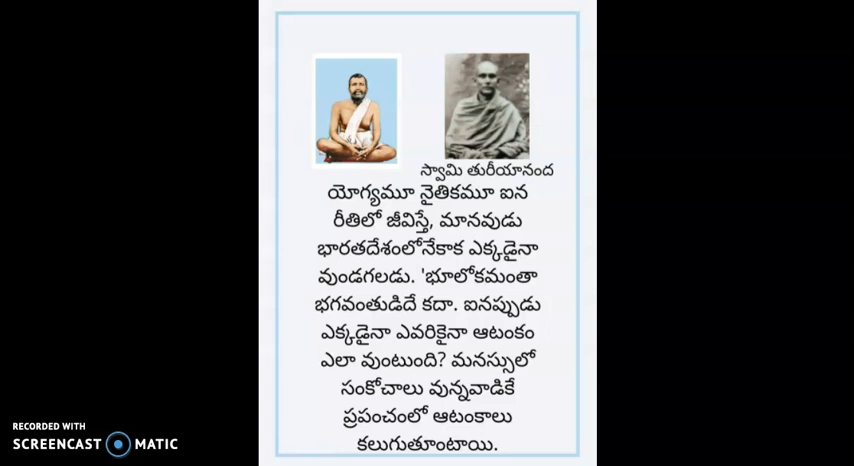 స్వామి తురీయానంద
యోగ్యమూ నైతికమూ ఐన
రీతిలో జీవిస్తే, మానవుడు
భారతదేశంలోనేకాక ఎక్కడైనా
వుండగలడు. 'భూలోకమంతా
భగవంతుడిదే కదా. ఐనప్పుడు
ఎక్కడైనా ఎవరికైనా ఆటంకం
ఎలా వుంటుంది? మనస్సులో
సంకోచాలు వున్నవాడికే
ప్రపంచంలో ఆటంకాలు
కలుగుతూంటాయి.
RECORDED WITH
SCREENCAST MATIC